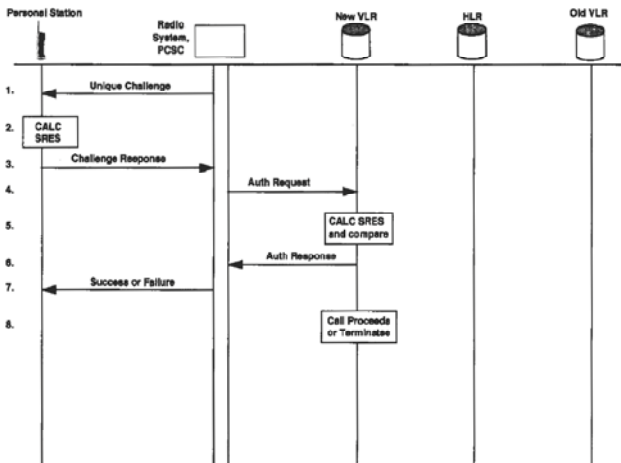 Personal Station
Radio
System,
PCSC
New VLR
HLR
Old VLR
1.
Unique Challenge
2.
CALC
SRES
3.
Challenge Response
4.
Auth Request
5.
CALC SRES
and compare
6.
Auth Response
7.
Success or Failure
8.
Call Proceeds
or Terminates